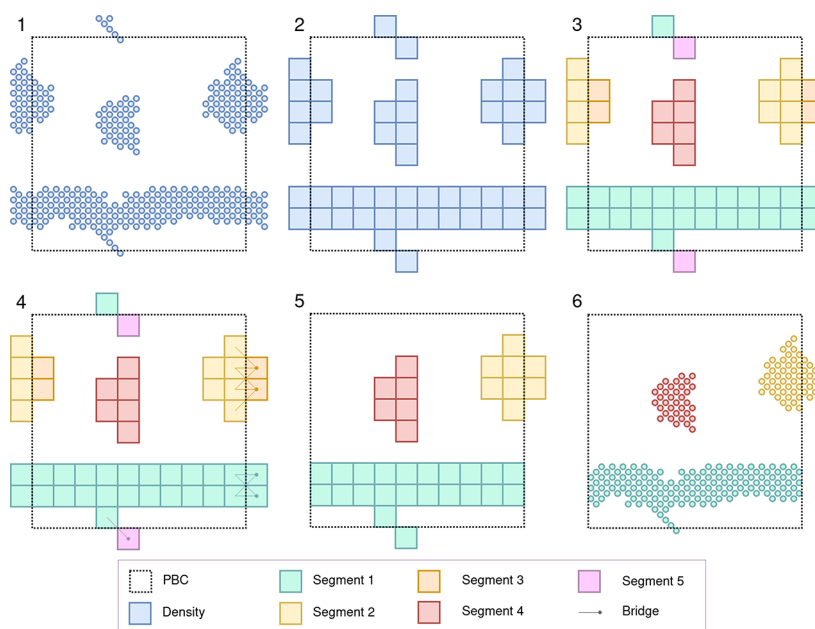 1
2
3
4
5
6
PBC
Segment 1
Segment 3
Segment 5
Density
Segment 2
Segment 4
Bridge